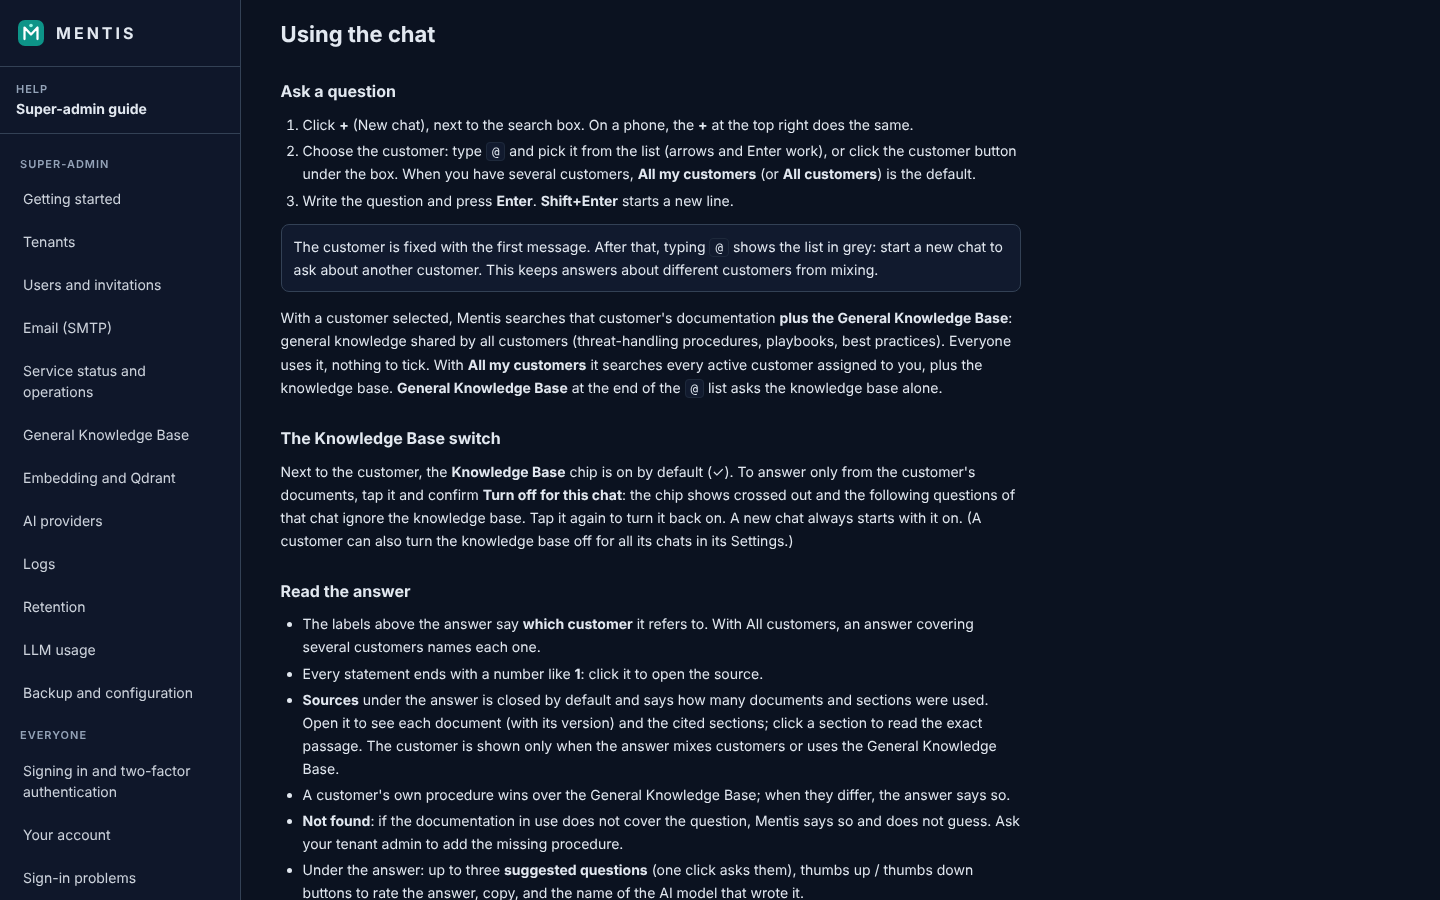 MENTIS
HELP
Super-admin guide
SUPER-ADMIN
Getting started
Tenants
Users and invitations
Email (SMTP)
Service status and
operations
General Knowledge Base
Embedding and Qdrant
AI providers
Logs
Retention
LLM usage
Backup and configuration
EVERYONE
Signing in and two-factor
authentication
Your account
Sign-in problems
Using the chat
Ask a question
1. Click + (New chat), next to the search box. On a phone, the + at the top right does the same.
2. Choose the customer: type @ and pick it from the list (arrows and Enter work), or click the customer button
under the box. When you have several customers, All my customers (or All customers) is the default.
3. Write the question and press Enter. Shift+Enter starts a new line.
The customer is fixed with the first message. After that, typing @ shows the list in grey: start a new chat to
ask about another customer. This keeps answers about different customers from mixing.
With a customer selected, Mentis searches that customer's documentation plus the General Knowledge Base:
general knowledge shared by all customers (threat-handling procedures, playbooks, best practices). Everyone
uses it, nothing to tick. With All my customers it searches every active customer assigned to you, plus the
knowledge base. General Knowledge Base at the end of the @ list asks the knowledge base alone.
The Knowledge Base switch
Next to the customer, the Knowledge Base chip is on by default (✓). To answer only from the customer's
documents, tap it and confirm Turn off for this chat: the chip shows crossed out and the following questions of
that chat ignore the knowledge base. Tap it again to turn it back on. A new chat always starts with it on. (A
customer can also turn the knowledge base off for all its chats in its Settings.)
Read the answer
• The labels above the answer say which customer it refers to. With All customers, an answer covering
several customers names each one.
• Every statement ends with a number like 1: click it to open the source.
• Sources under the answer is closed by default and says how many documents and sections were used.
Open it to see each document (with its version) and the cited sections; click a section to read the exact
passage. The customer is shown only when the answer mixes customers or uses the General Knowledge
Base.
• A customer's own procedure wins over the General Knowledge Base; when they differ, the answer says so.
• Not found: if the documentation in use does not cover the question, Mentis says so and does not guess. Ask
your tenant admin to add the missing procedure.
• Under the answer: up to three suggested questions (one click asks them), thumbs up / thumbs down
buttons to rate the answer, copy, and the name of the AI model that wrote it.